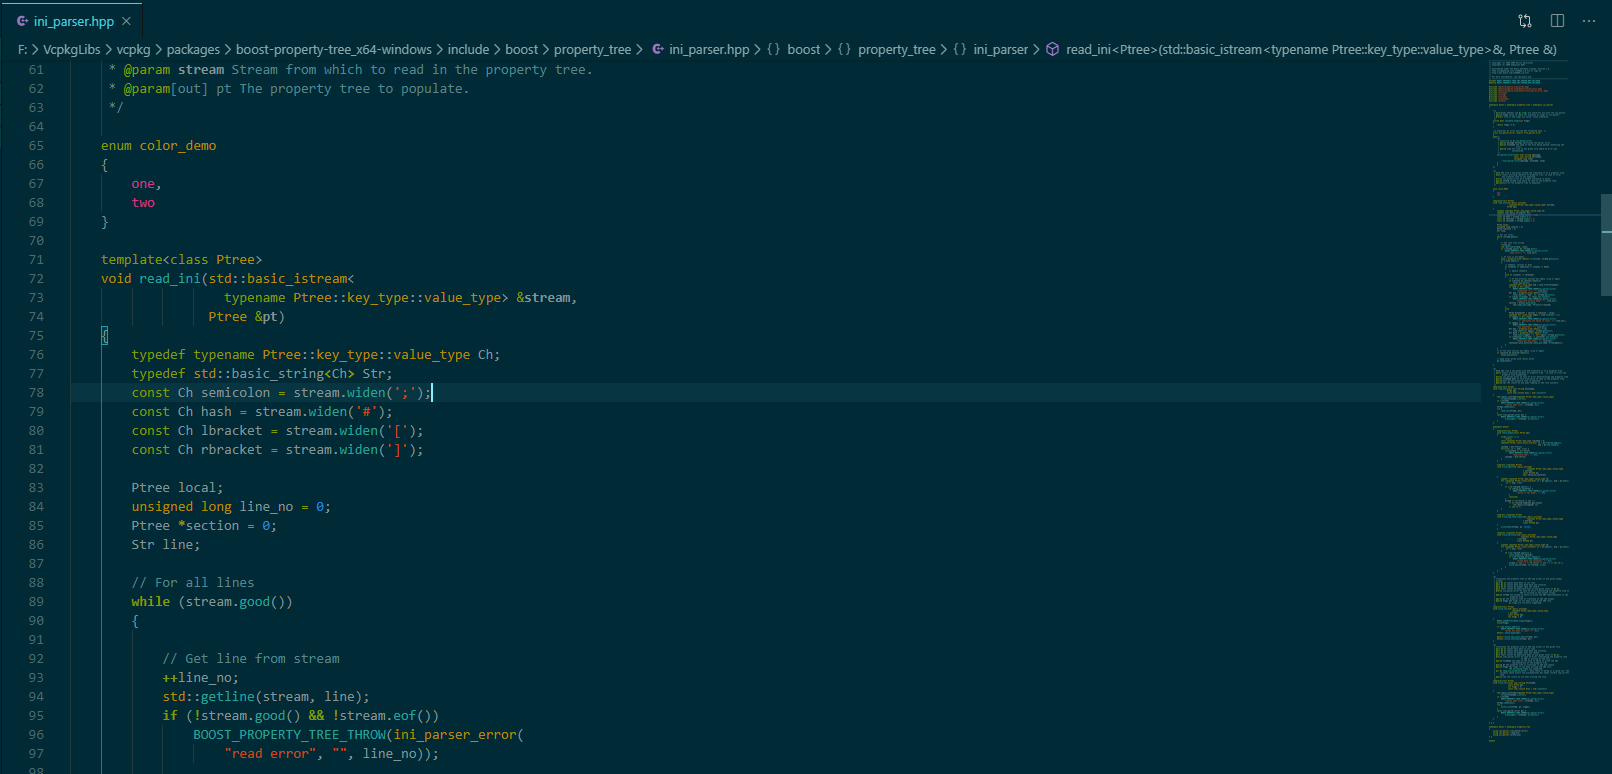 ini_parser.hpp
F: > VcpkgLibs > vcpkg > packages > boost-property-tree_x64-windows > include > boost > property_tree > ini_parser.hpp > {} boost > {} property_tree > {} ini_parser > read_ini<Ptree>(std::basic_istream<typename Ptree::key_type::value_type>&, Ptree &)
61 * @param stream Stream from which to read in the property tree.
62 * @param[out] pt The property tree to populate.
63 */
64
65 enum color_demo
66 {
67 one,
68 two
69 }
70
71 template<class Ptree>
72 void read_ini(std::basic_istream<
73 typename Ptree::key_type::value_type> &stream,
74 Ptree &pt)
75 {
76 typedef typename Ptree::key_type::value_type Ch;
77 typedef std::basic_string<Ch> Str;
78 const Ch semicolon = stream.widen(';');
79 const Ch hash = stream.widen('#');
80 const Ch lbracket = stream.widen('[');
81 const Ch rbracket = stream.widen(']');
82
83 Ptree local;
84 unsigned long line_no = 0;
85 Ptree *section = 0;
86 Str line;
87
88 // For all lines
89 while (stream.good())
90 {
91
92 // Get line from stream
93 ++line_no;
94 std::getline(stream, line);
95 if (!stream.good() && !stream.eof())
96 BOOST_PROPERTY_TREE_THROW(ini_parser_error(
97 "read error", "", line_no));
98